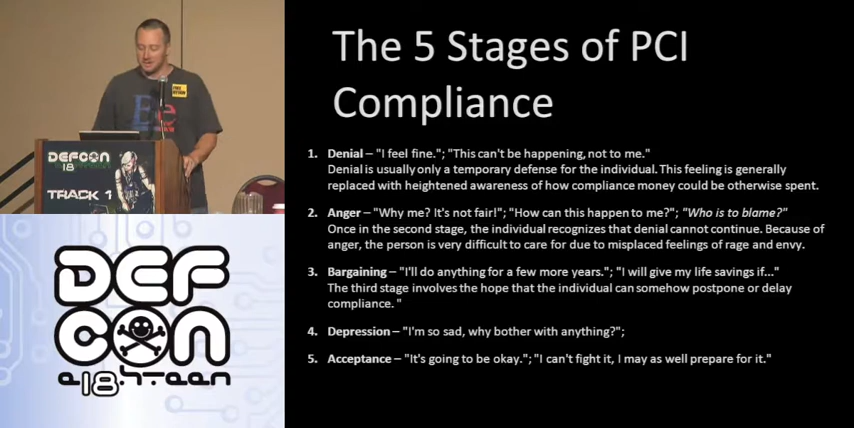 The 5 Stages of PCI
Compliance
1. Denial – "I feel fine."; "This can't be happening, not to me."
Denial is usually only a temporary defense for the individual. This feeling is generally
replaced with heightened awareness of how compliance money could be otherwise spent.
2. Anger – "Why me? It's not fair!"; "How can this happen to me?"; "Who is to blame?"
Once in the second stage, the individual recognizes that denial cannot continue. Because of
anger, the person is very difficult to care for due to misplaced feelings of rage and envy.
3. Bargaining – "I'll do anything for a few more years."; "I will give my life savings if..."
The third stage involves the hope that the individual can somehow postpone or delay
compliance. "
4. Depression – "I'm so sad, why bother with anything?";
5. Acceptance – "It's going to be okay."; "I can't fight it, I may as well prepare for it."
DEFCON
18
TRACK 1
DEF
CON
e18.hteen